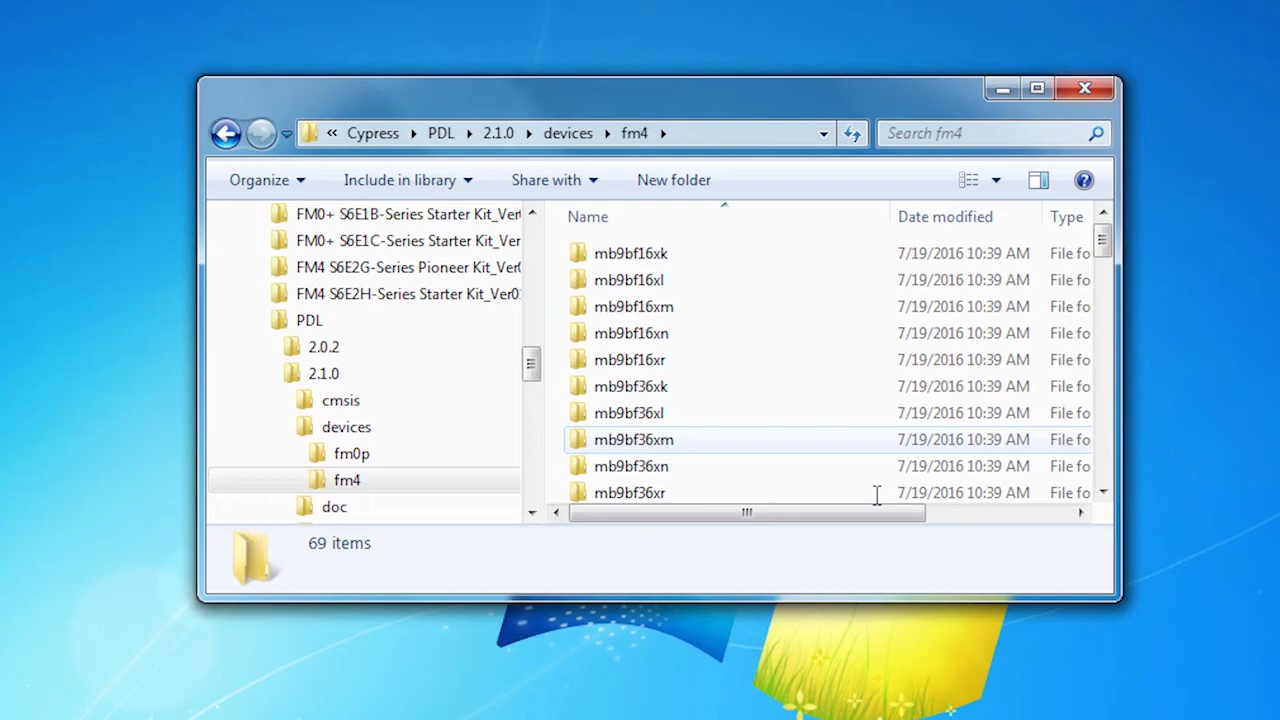 « Cypress PDL 2.1.0 devices fm4
Search fm4
Organize Include in library Share with New folder
FM0+ S6E1B-Series Starter Kit_Ver0
FM0+ S6E1C-Series Starter Kit_Ver
FM4 S6E2G-Series Pioneer Kit_Ver0
FM4 S6E2H-Series Starter Kit_Ver0
PDL
2.0.2
2.1.0
cmsis
devices
fm0p
fm4
doc
Name Date modified Type
mb9bf16xk 7/19/2016 10:39 AM File fo
mb9bf16xl 7/19/2016 10:39 AM File fo
mb9bf16xm 7/19/2016 10:39 AM File fo
mb9bf16xn 7/19/2016 10:39 AM File fo
mb9bf16xr 7/19/2016 10:39 AM File fo
mb9bf36xk 7/19/2016 10:39 AM File fo
mb9bf36xl 7/19/2016 10:39 AM File fo
mb9bf36xm 7/19/2016 10:39 AM File fo
mb9bf36xn 7/19/2016 10:39 AM File fo
mb9bf36xr 7/19/2016 10:39 AM File fo
69 items